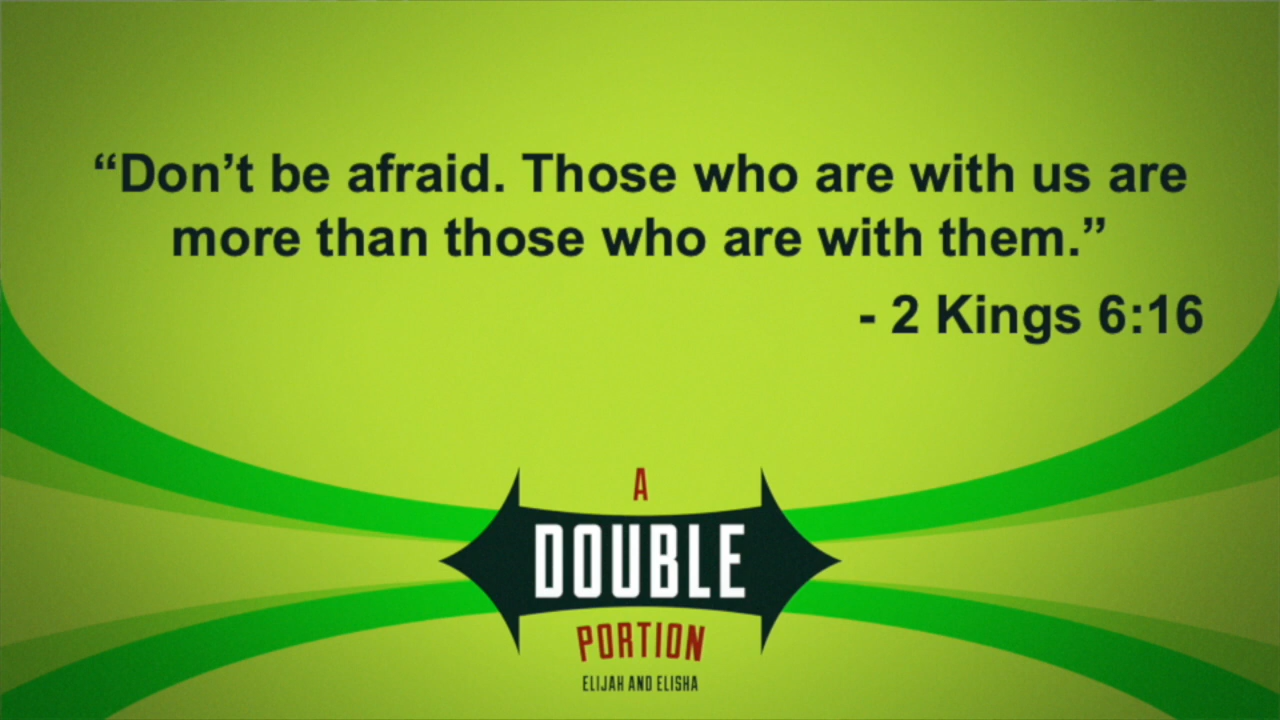 “Don’t be afraid. Those who are with us are
more than those who are with them.”
- 2 Kings 6:16
A
DOUBLE
PORTION
ELIJAH AND ELISHA